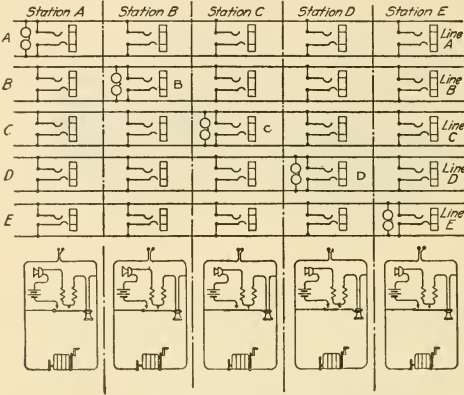 Station A Station B Station C Station D Station E
A Line A
B B Line B
C C Line C
D D Line D
E Line E